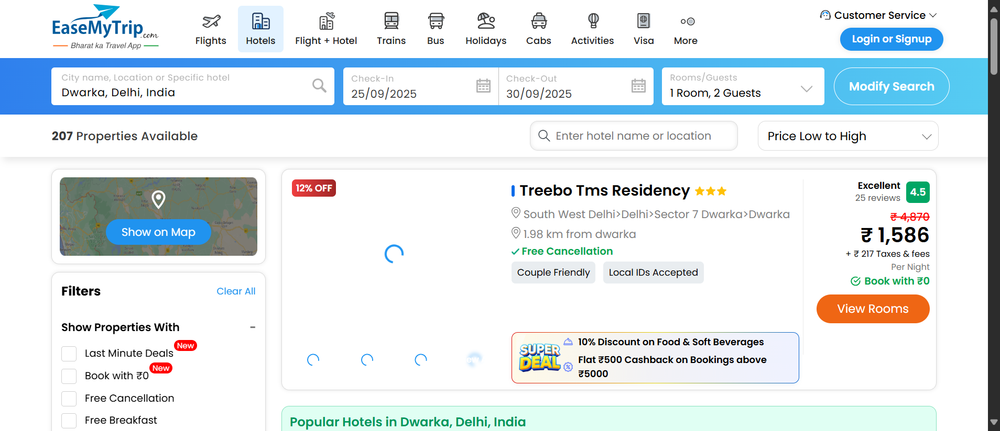 EaseMyTrip.com
Bharat ka Travel App
Flights
Hotels
Flight + Hotel
Trains
Bus
Holidays
Cabs
Activities
Visa
More
Customer Service
Login or Signup
City name, Location or Specific hotel
Dwarka, Delhi, India
Check-In
25/09/2025
Check-Out
30/09/2025
Rooms/Guests
1 Room, 2 Guests
Modify Search
207 Properties Available
Enter hotel name or location
Price Low to High
Show on Map
Filters
Clear All
Show Properties With
-
Last Minute Deals New
Book with ₹0 New
Free Cancellation
Free Breakfast
12% OFF
Treebo Tms Residency
South West Delhi>Delhi>Sector 7 Dwarka>Dwarka
1.98 km from dwarka
Free Cancellation
Couple Friendly
Local IDs Accepted
SUPER
DEAL
10% Discount on Food & Soft Beverages
Flat ₹500 Cashback on Bookings above
₹5000
Excellent
25 reviews
4.5
₹ 4,870
₹ 1,586
+ ₹ 217 Taxes & fees
Per Night
Book with ₹0
View Rooms
Popular Hotels in Dwarka, Delhi, India